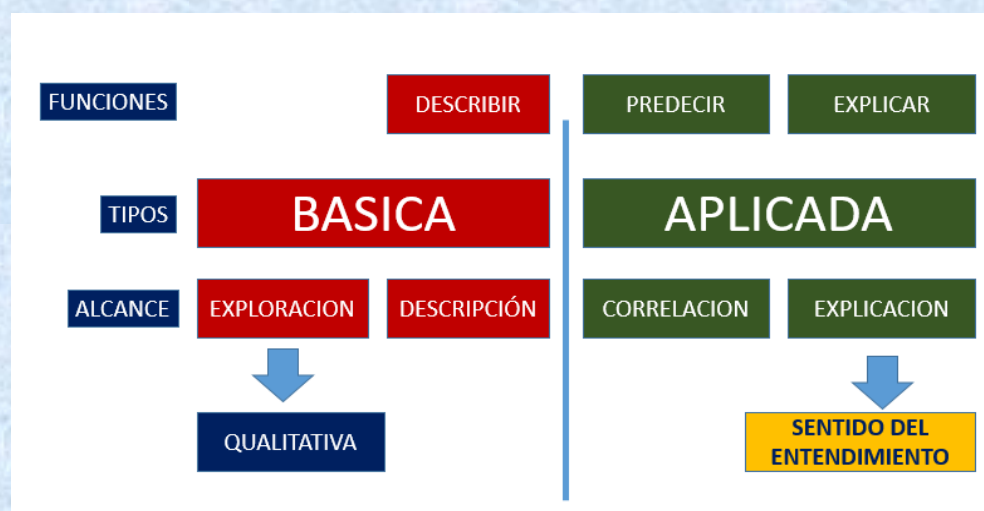 FUNCIONES
DESCRIBIR
PREDECIR
EXPLICAR
TIPOS
BASICA
APLICADA
ALCANCE
EXPLORACION
DESCRIPCIÓN
CORRELACION
EXPLICACION
QUALITATIVA
SENTIDO DEL
ENTENDIMIENTO